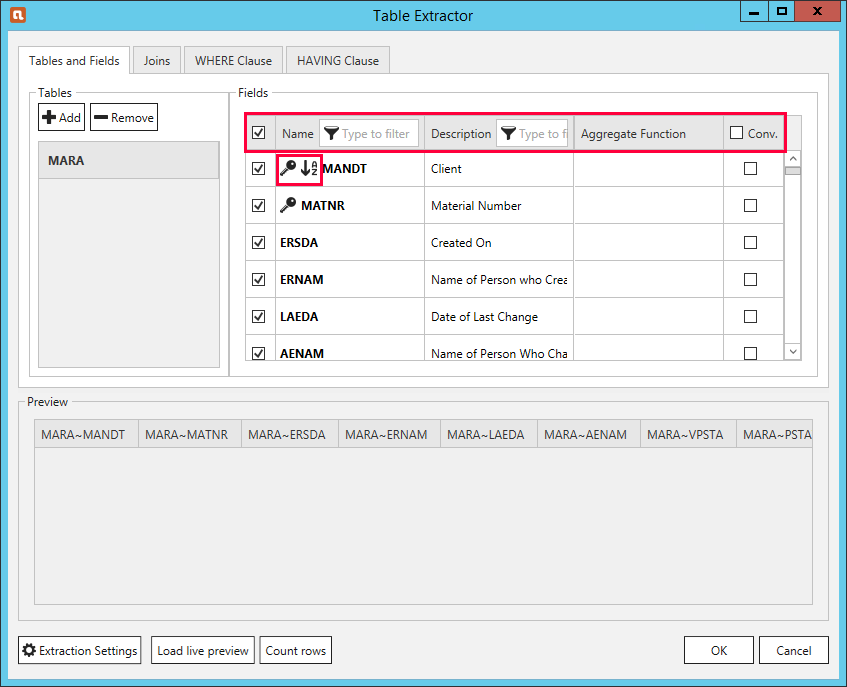 Table Extractor
Tables and Fields
Joins
WHERE Clause
HAVING Clause
Tables
Add
Remove
MARA
Fields
Name
Type to filter
Description
Type to fi
Aggregate Function
Conv.
MANDT
Client
MATNR
Material Number
ERSDA
Created On
ERNAM
Name of Person who Crea
LAEDA
Date of Last Change
AENAM
Name of Person Who Cha
Preview
MARA~MANDT
MARA~MATNR
MARA~ERSDA
MARA~ERNAM
MARA~LAEDA
MARA~AENAM
MARA~VPSTA
MARA~PSTA
Extraction Settings
Load live preview
Count rows
OK
Cancel